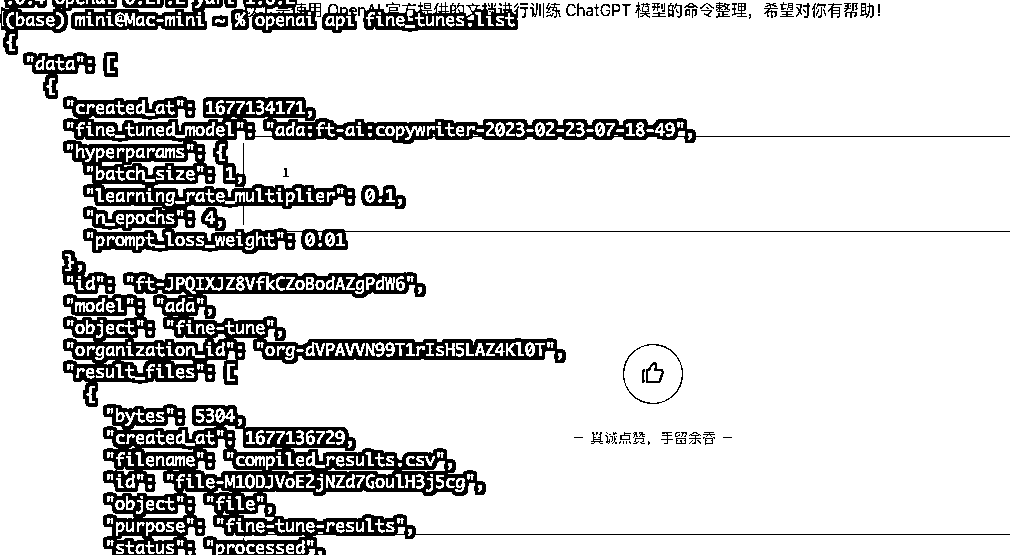 使用 OpenAI 官方提供的文档进行训练 ChatGPT 模型的命令整理，希望对你有帮助！
(base) mini@Mac-mini ~ % openai api fine_tunes.list
{
"data": [
{
"created_at": 1677134171,
"fine_tuned_model": "ada:ft-ai:copywriter-2023-02-23-07-18-49",
"hyperparams": {
"batch_size": 1,
1
"learning_rate_multiplier": 0.1,
"n_epochs": 4,
"prompt_loss_weight": 0.01
},
"id": "ft-JPQIXJZ8VfkCZoBodAZgPdW6",
"model": "ada",
"object": "fine-tune",
"organization_id": "org-dVPAVVN99T1rIsH5LAZ4Kl0T",
"result_files": [
{
"bytes": 5304,
"created_at": 1677136729,
"filename": "compiled_results.csv",
"id": "file-M1ODJVoE2jNZd7GoulH3j5cg",
"object": "file",
"purpose": "fine-tune-results",
"status": "processed",
— 真诚点赞，手留余香 —